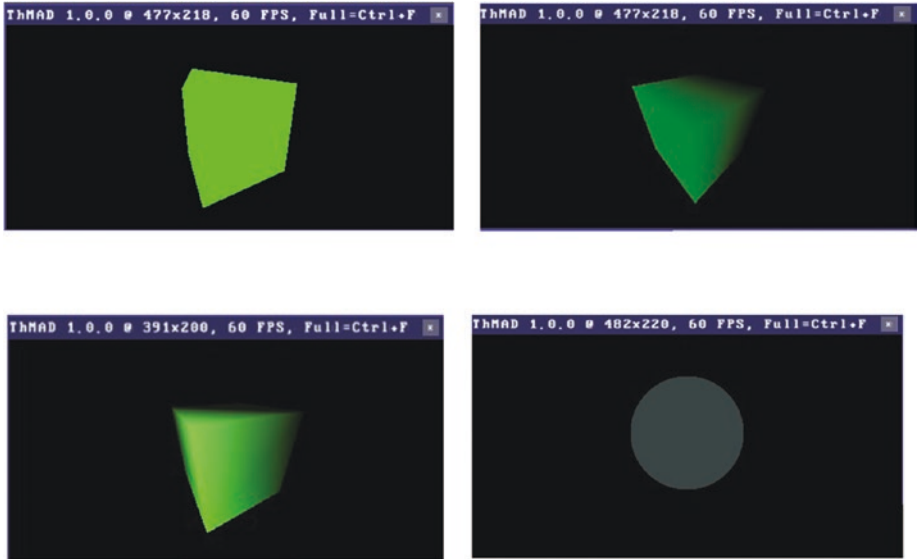 ThMAD 1.0.0 @ 477x218, 60 FPS, Full=Ctrl+F
ThMAD 1.0.0 @ 477x218, 60 FPS, Full=Ctrl+F
ThMAD 1.0.0 @ 391x200, 60 FPS, Full=Ctrl+F
ThMAD 1.0.0 @ 482x220, 60 FPS, Full=Ctrl+F